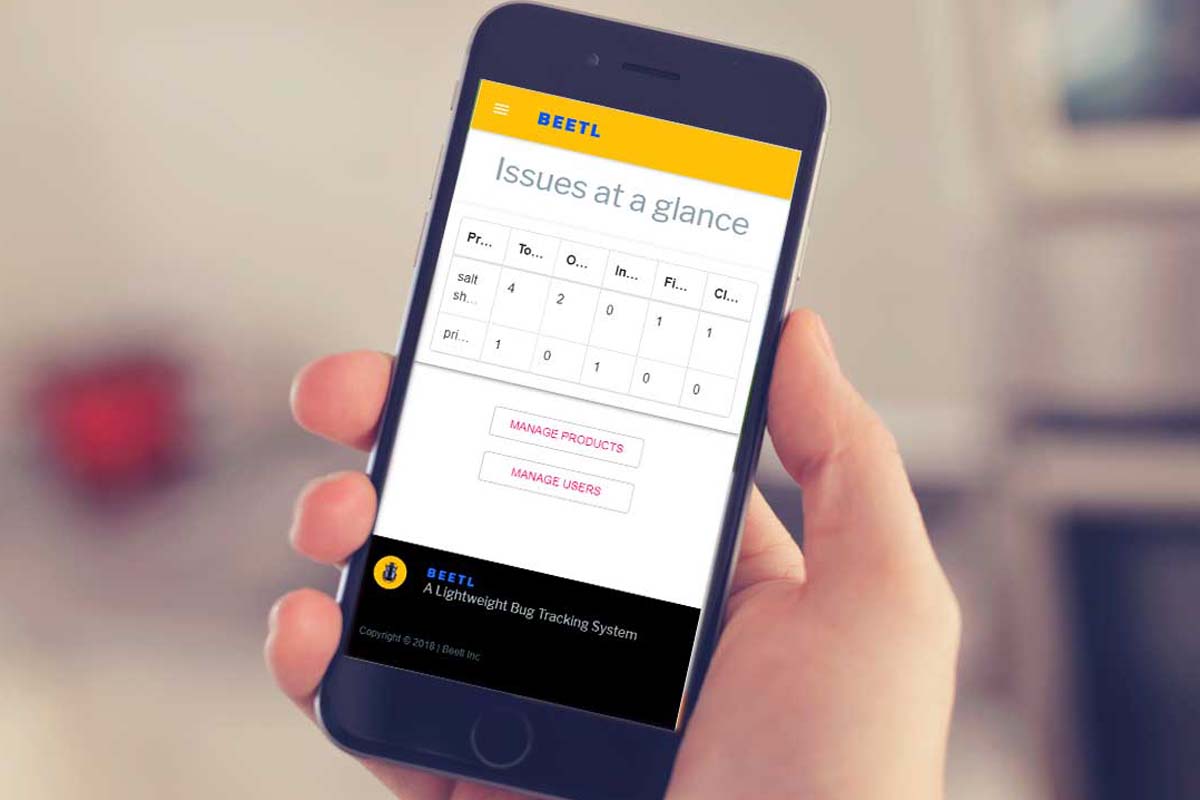 BEETL
Issues at a glance
Pr... To... O... In... Fi... Cl...
salt sh... 4 2 0 1 1
pri... 1 0 1 0 0
MANAGE PRODUCTS
MANAGE USERS
BEETL
A Lightweight Bug Tracking System
Copyright © 2018 | Beetl Inc